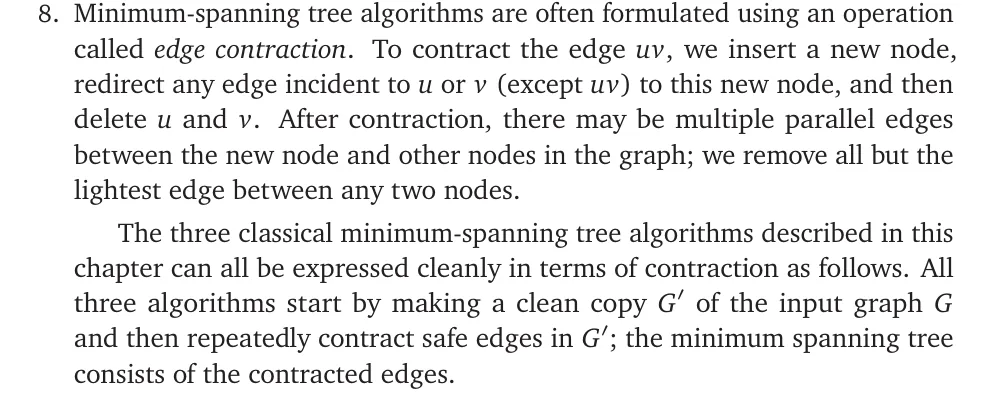 8. Minimum-spanning tree algorithms are often formulated using an operation
called edge contraction. To contract the edge uv, we insert a new node,
redirect any edge incident to u or v (except uv) to this new node, and then
delete u and v. After contraction, there may be multiple parallel edges
between the new node and other nodes in the graph; we remove all but the
lightest edge between any two nodes.
The three classical minimum-spanning tree algorithms described in this
chapter can all be expressed cleanly in terms of contraction as follows. All
three algorithms start by making a clean copy G′ of the input graph G
and then repeatedly contract safe edges in G′; the minimum spanning tree
consists of the contracted edges.